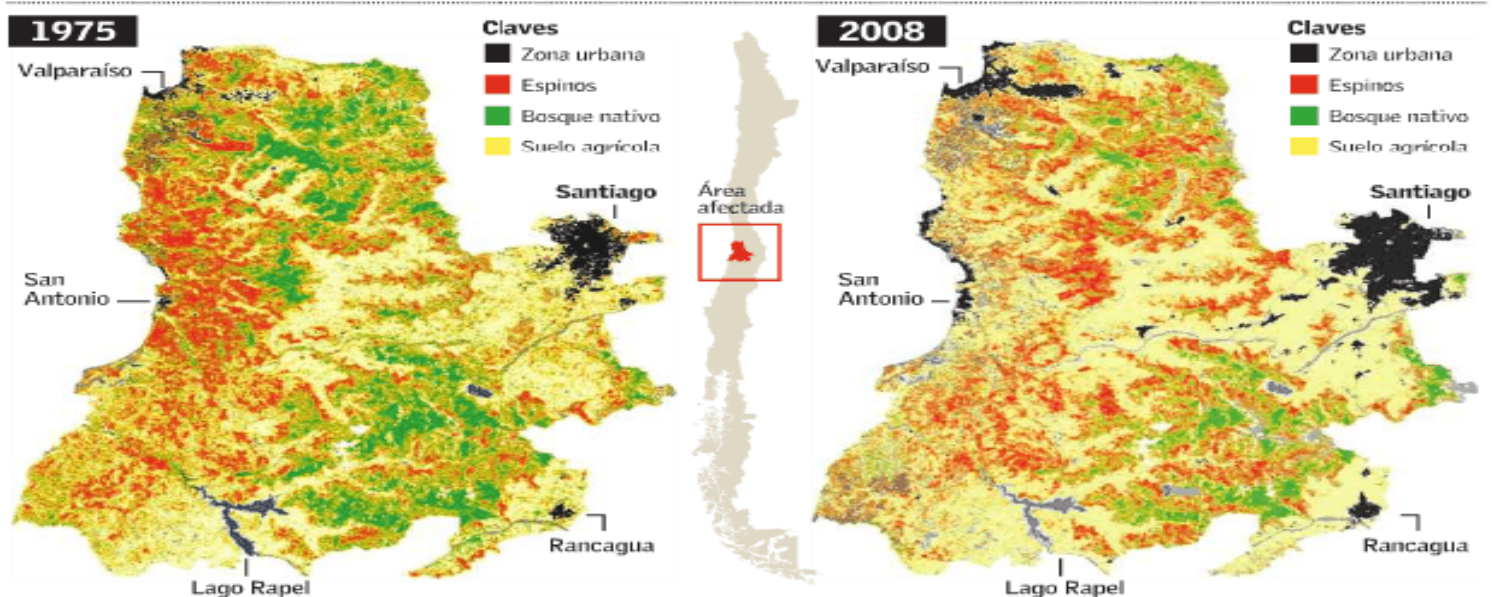 1975
Claves
Zona urbana
Espinos
Bosque nativo
Suelo agrícola
Valparaíso
Santiago
San
Antonio
Rancagua
Lago Rapel
Área
afectada
2008
Claves
Zona urbana
Espinos
Bosque nativo
Suelo agrícola
Valparaíso
Santiago
San
Antonio
Rancagua
Lago Rapel